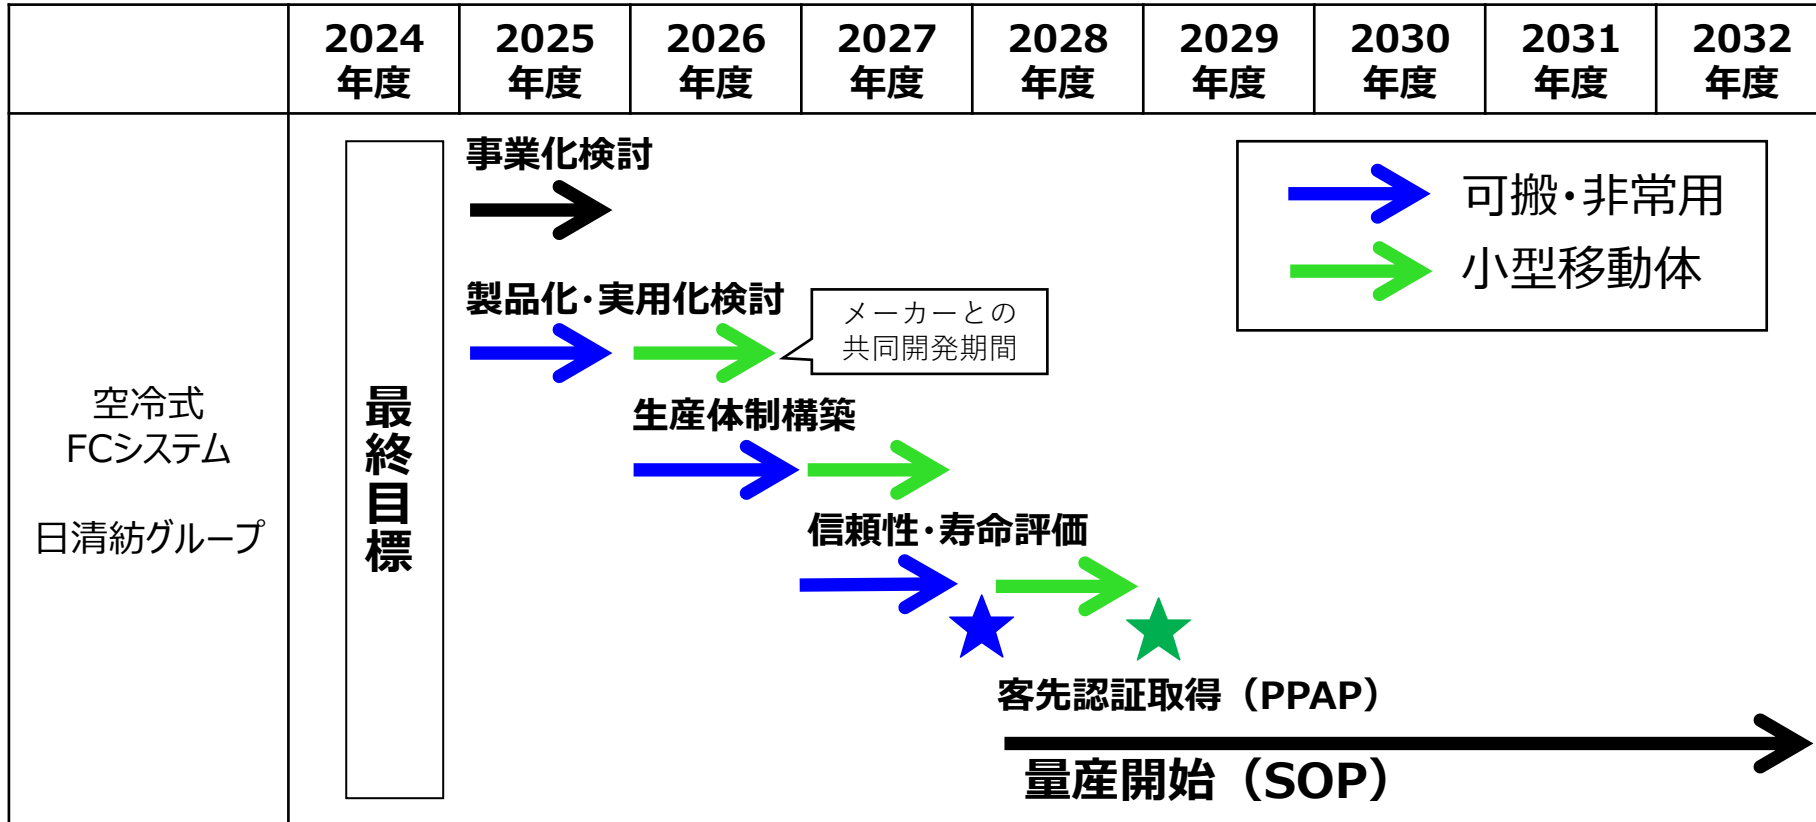 2024
年度
2025
年度
2026
年度
2027
年度
2028
年度
2029
年度
2030
年度
2031
年度
2032
年度
空冷式
FCシステム
日清紡グループ
最終目標
事業化検討
製品化・実用化検討
メーカーとの
共同開発期間
生産体制構築
信頼性・寿命評価
客先認証取得（PPAP）
量産開始（SOP）
可搬・非常用
小型移動体